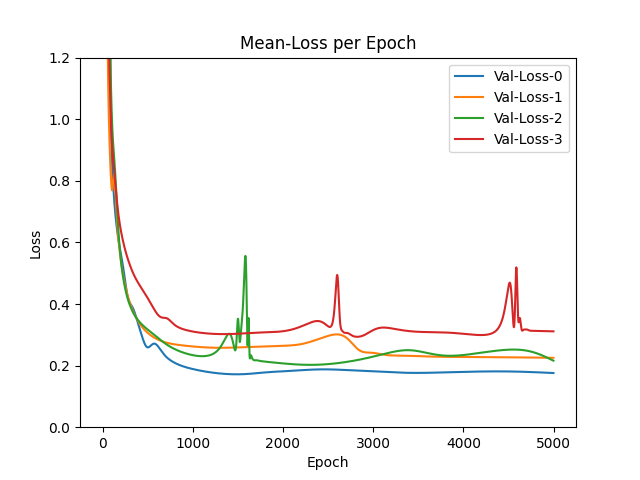 Mean-Loss per Epoch
Val-Loss-0
Val-Loss-1
Val-Loss-2
Val-Loss-3
Loss
1.2
1.0
0.8
0.6
0.4
0.2
0.0
0 1000 2000 3000 4000 5000
Epoch